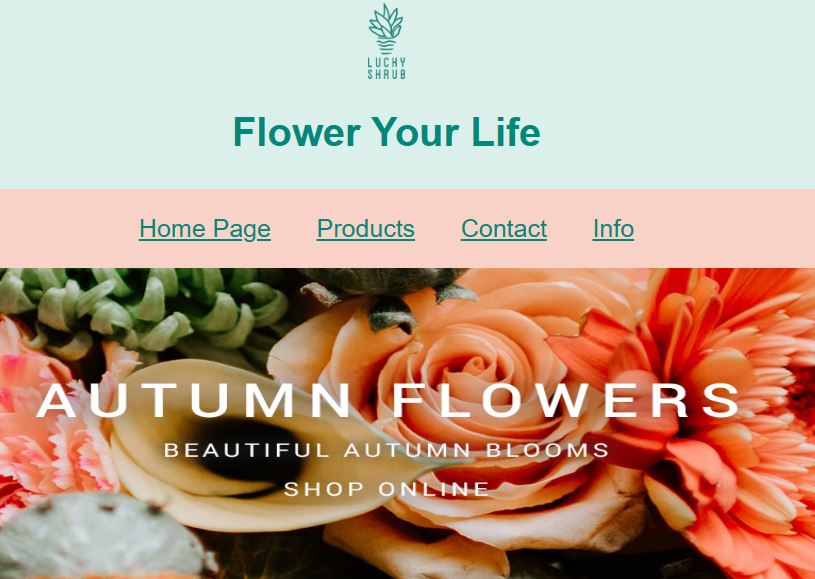 LUCKY
SHRUB
Flower Your Life
Home Page Products Contact Info
AUTUMN FLOWERS
BEAUTIFUL AUTUMN BLOOMS
SHOP ONLINE